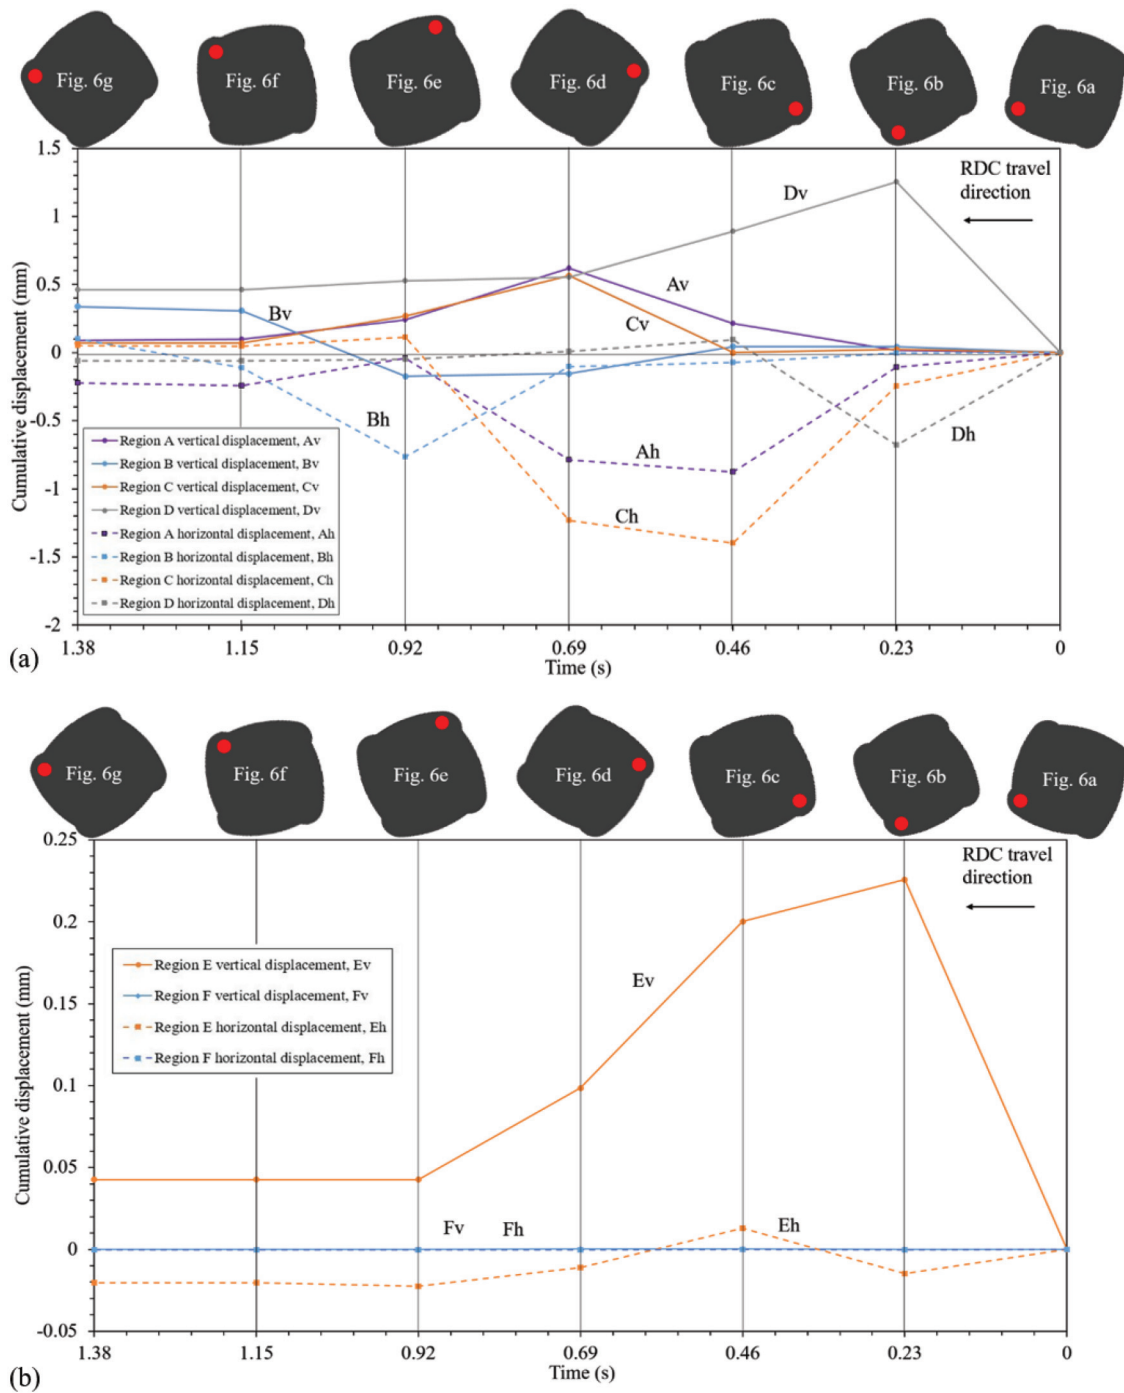 Fig. 6g Fig. 6f Fig. 6e Fig. 6d Fig. 6c Fig. 6b Fig. 6a
1.5
1
0.5
0
-0.5
-1
-1.5
-2
Cumulative displacement (mm)
RDC travel
direction
Dv
Av
Bv
Cv
Bh
Ah
Dh
Ch
Region A vertical displacement, Av
Region B vertical displacement, Bv
Region C vertical displacement, Cv
Region D vertical displacement, Dv
Region A horizontal displacement, Ah
Region B horizontal displacement, Bh
Region C horizontal displacement, Ch
Region D horizontal displacement, Dh
1.38 1.15 0.92 0.69 0.46 0.23 0
Time (s)
(a)
Fig. 6g Fig. 6f Fig. 6e Fig. 6d Fig. 6c Fig. 6b Fig. 6a
0.25
0.2
0.15
0.1
0.05
0
-0.05
Cumulative displacement (mm)
RDC travel
direction
Region E vertical displacement, Ev
Region F vertical displacement, Fv
Region E horizontal displacement, Eh
Region F horizontal displacement, Fh
Ev
Fv Fh Eh
1.38 1.15 0.92 0.69 0.46 0.23 0
Time (s)
(b)